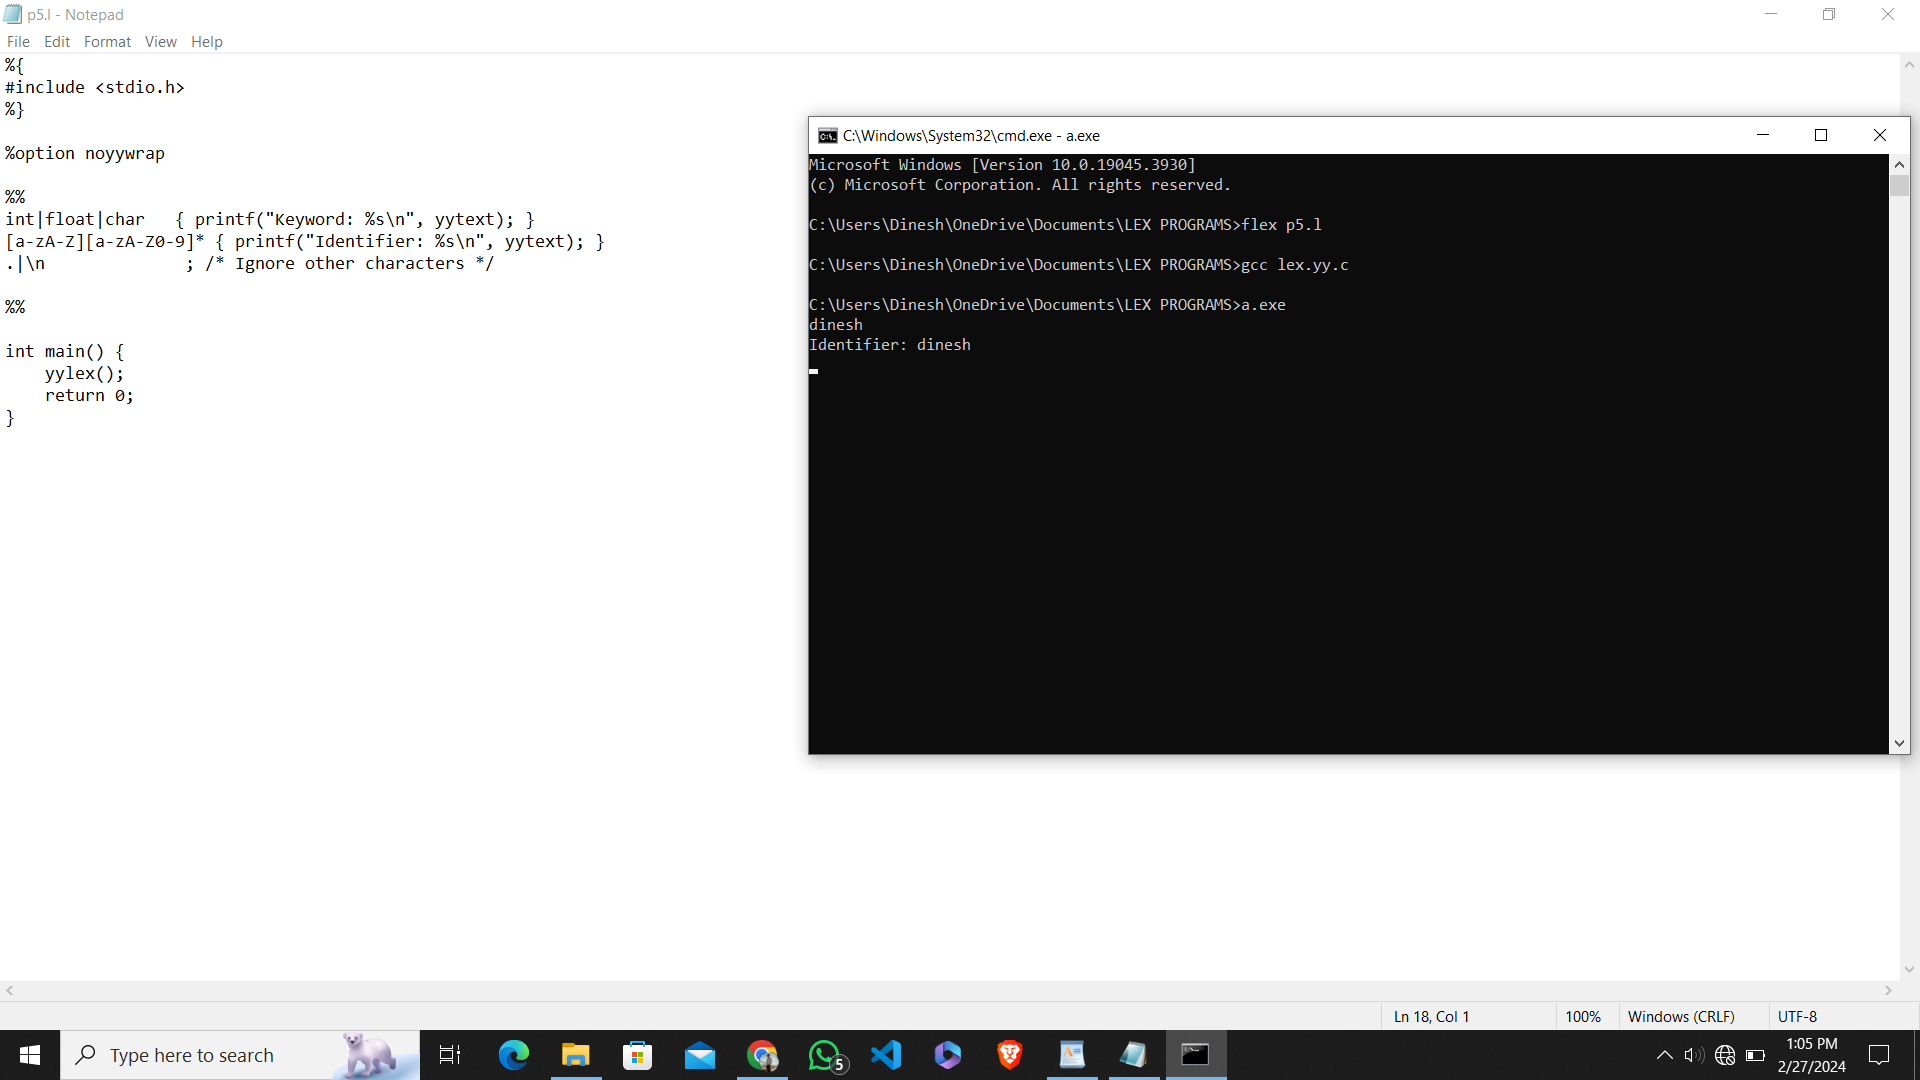 p5.l - Notepad
File Edit Format View Help
%{
#include <stdio.h>
%}
%option noyywrap
%%
int|float|char   { printf("Keyword: %s\n", yytext); }
[a-zA-Z][a-zA-Z0-9]* { printf("Identifier: %s\n", yytext); }
.|\n              ; /* Ignore other characters */
%%
int main() {
    yylex();
    return 0;
}
C:\Windows\System32\cmd.exe - a.exe
Microsoft Windows [Version 10.0.19045.3930]
(c) Microsoft Corporation. All rights reserved.
C:\Users\Dinesh\OneDrive\Documents\LEX PROGRAMS>flex p5.l
C:\Users\Dinesh\OneDrive\Documents\LEX PROGRAMS>gcc lex.yy.c
C:\Users\Dinesh\OneDrive\Documents\LEX PROGRAMS>a.exe
dinesh
Identifier: dinesh
Ln 18, Col 1 100% Windows (CRLF) UTF-8
Type here to search
5
1:05 PM
2/27/2024